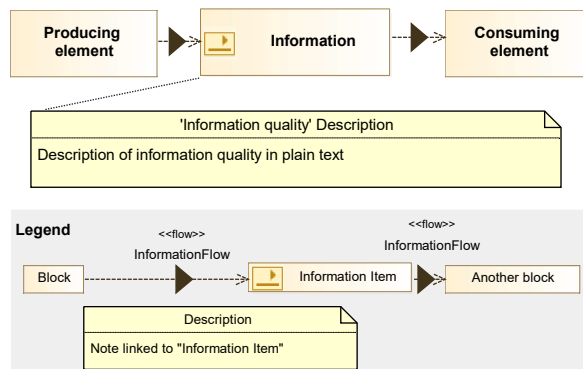 Producing
element
Information
Consuming
element
'Information quality' Description
Description of information quality in plain text
Legend
<<flow>>
InformationFlow
<<flow>>
InformationFlow
Block
Information Item
Another block
Description
Note linked to "Information Item"